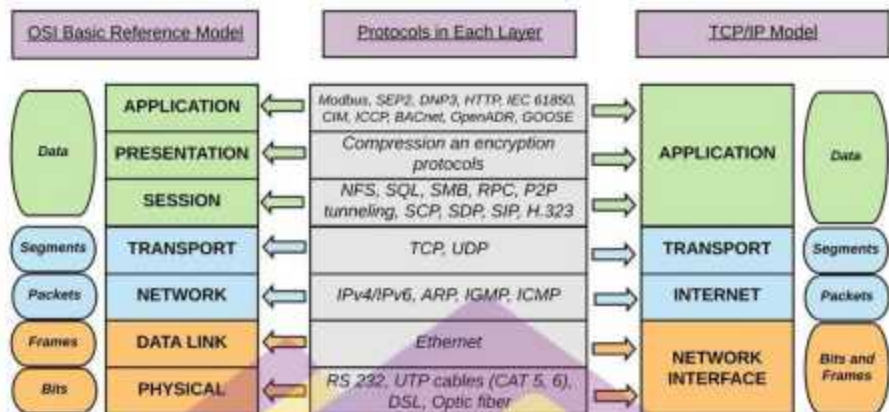 OSI Basic Reference Model
Protocols in Each Layer
TCP/IP Model
Data
APPLICATION
Modbus, SEP2, DNP3, HTTP, IEC 61850,
CIM, ICCP, BACnet, OpenADR, GOOSE
PRESENTATION
Compression an encryption
protocols
SESSION
NFS, SQL, SMB, RPC, P2P
tunneling, SCP, SDP, SIP, H.323
APPLICATION
Data
Segments
TRANSPORT
TCP, UDP
TRANSPORT
Segments
Packets
NETWORK
IPv4/IPv6, ARP, IGMP, ICMP
INTERNET
Packets
Frames
DATA LINK
Ethernet
Bits
PHYSICAL
RS 232, UTP cables (CAT 5, 6),
DSL, Optic fiber
NETWORK
INTERFACE
Bits and
Frames